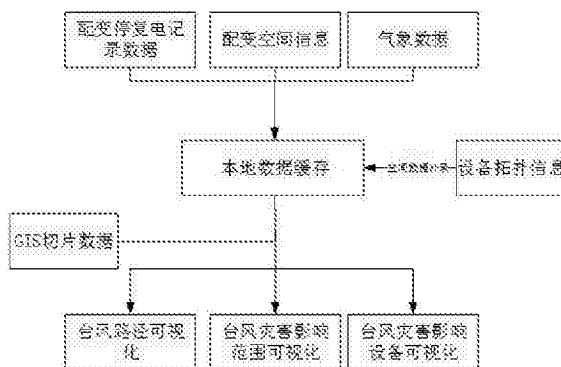 配变停复电记
录数据
配变空间信息
气象数据
本地数据缓存
设备拓扑信息
GIS切片数据
台风路径可视
化
台风灾害影响
范围可视化
台风灾害影响
设备可视化